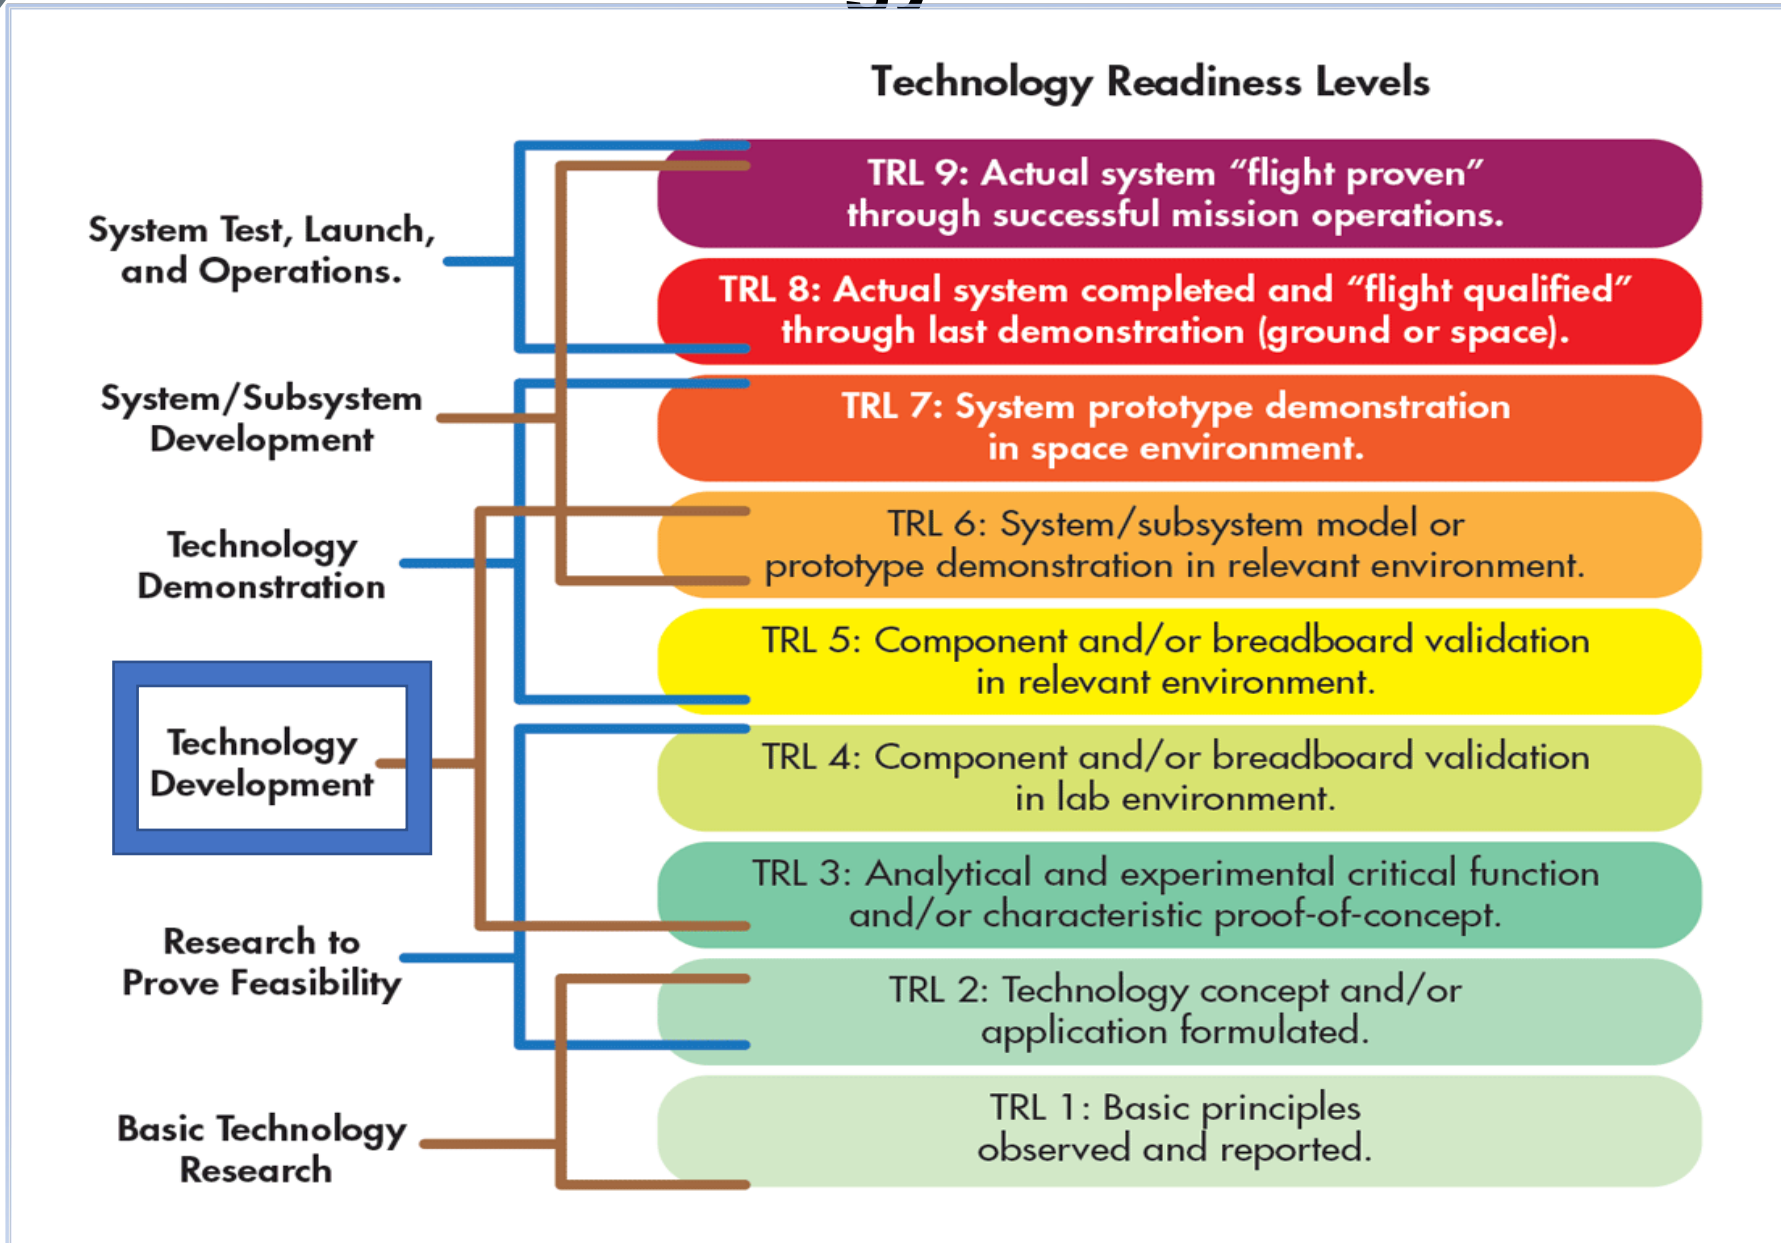 Technology Readiness Levels
System Test, Launch,
and Operations.
System/Subsystem
Development
Technology
Demonstration
Technology
Development
Research to
Prove Feasibility
Basic Technology
Research
TRL 9: Actual system “flight proven”
through successful mission operations.
TRL 8: Actual system completed and “flight qualified”
through last demonstration (ground or space).
TRL 7: System prototype demonstration
in space environment.
TRL 6: System/subsystem model or
prototype demonstration in relevant environment.
TRL 5: Component and/or breadboard validation
in relevant environment.
TRL 4: Component and/or breadboard validation
in lab environment.
TRL 3: Analytical and experimental critical function
and/or characteristic proof-of-concept.
TRL 2: Technology concept and/or
application formulated.
TRL 1: Basic principles
observed and reported.